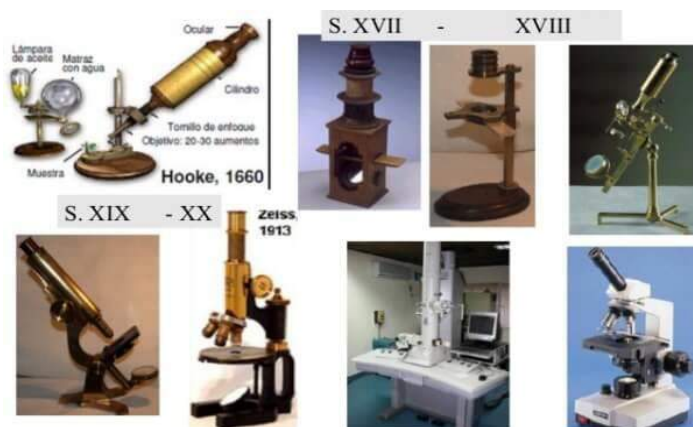 Ocular
Lámpara
de aceite
Matraz
con agua
Cilindro
Tornillo de enfoque
Objetivo: 20-30 aumentos
Muestra
Hooke, 1660
S. XVII - XVIII
S. XIX - XX
Zeiss,
1913